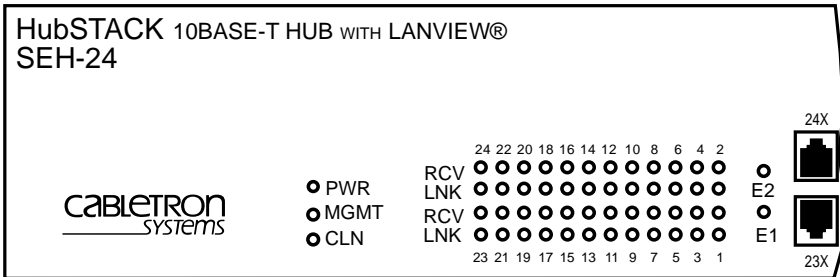 HubSTACK 10BASE-T HUB WITH LANVIEW®
SEH-24
24X
24 22 20 18 16 14 12 10 8 6 4 2
RCV
LNK
E2
PWR
MGMT
CLN
RCV
LNK
E1
CABLETRON
SYSTEMS
23 21 19 17 15 13 11 9 7 5 3 1
23X